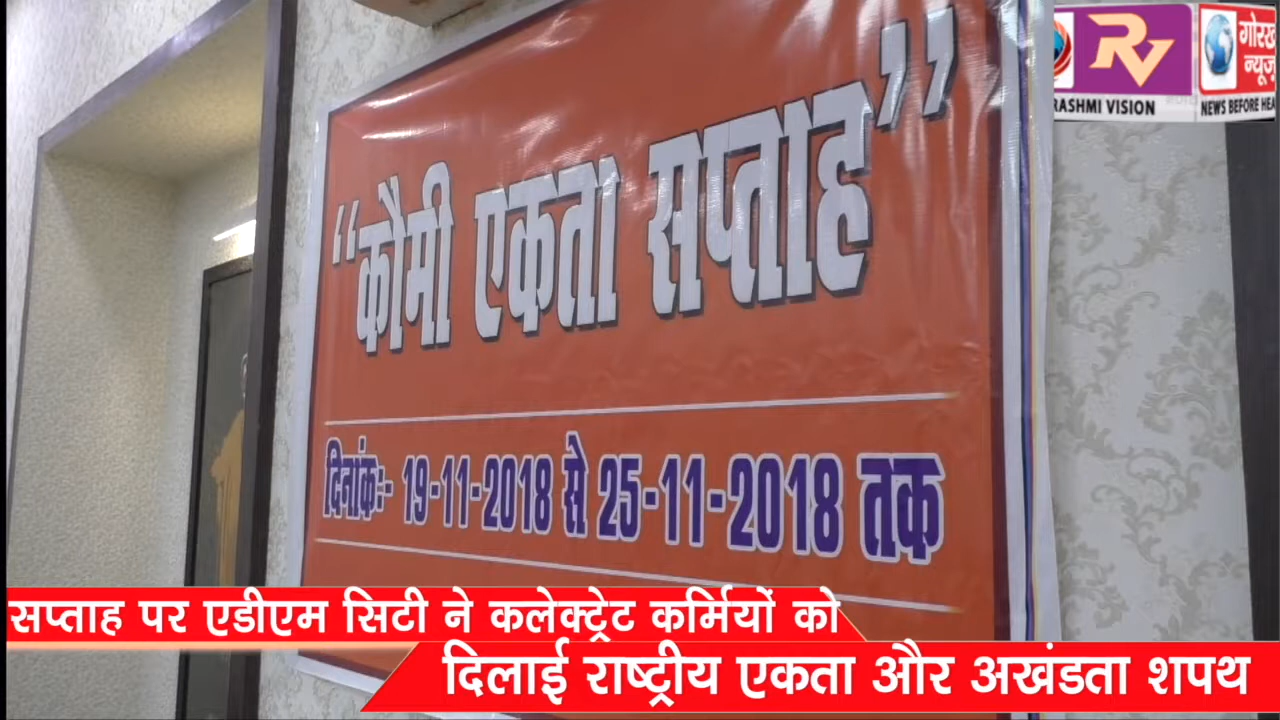 RV
RASHMI VISION
गोरख
न्यूज़
NEWS BEFORE HEA
“कौमी एकता सप्ताह”
दिनांक:- 19-11-2018 से 25-11-2018 तक
सप्ताह पर एडीएम सिटी ने कलेक्ट्रेट कर्मियों को
दिलाई राष्ट्रीय एकता और अखंडता शपथ